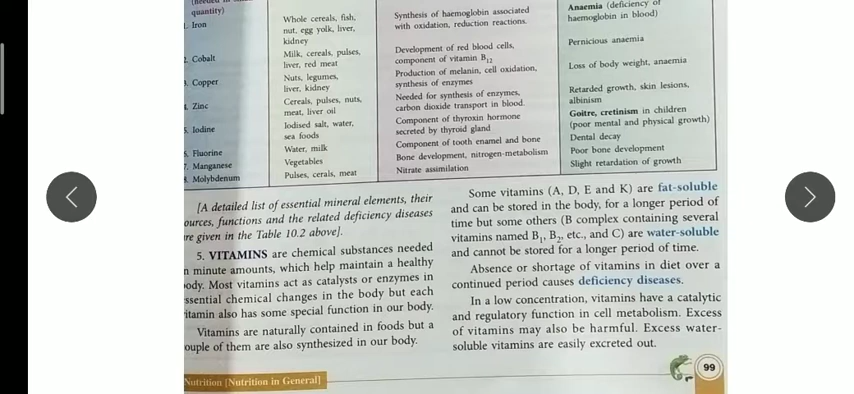 quantity)
1. Iron
Whole cereals, fish,
nut, egg yolk, liver,
kidney
Synthesis of haemoglobin associated
with oxidation, reduction reactions.
Anaemia (deficiency of
haemoglobin in blood)
2. Cobalt
Milk, cereals, pulses,
liver, red meat
Development of red blood cells,
component of vitamin B12
Pernicious anaemia
3. Copper
Nuts, legumes,
liver, kidney
Production of melanin, cell oxidation,
synthesis of enzymes
Loss of body weight, anaemia
4. Zinc
Cereals, pulses, nuts,
meat, liver oil
Needed for synthesis of enzymes,
carbon dioxide transport in blood.
Retarded growth, skin lesions,
albinism
5. Iodine
Iodised salt, water,
sea foods
Component of thyroxin hormone
secreted by thyroid gland
Goitre, cretinism in children
(poor mental and physical growth)
6. Fluorine
Water, milk
Component of tooth enamel and bone
Dental decay
7. Manganese
Vegetables
Bone development, nitrogen-metabolism
Poor bone development
8. Molybdenum
Pulses, cerals, meat
Nitrate assimilation
Slight retardation of growth
[A detailed list of essential mineral elements, their
ources, functions and the related deficiency diseases
re given in the Table 10.2 above].
5. VITAMINS are chemical substances needed
n minute amounts, which help maintain a healthy
ody. Most vitamins act as catalysts or enzymes in
ssential chemical changes in the body but each
itamin also has some special function in our body.
Vitamins are naturally contained in foods but a
ouple of them are also synthesized in our body.
Some vitamins (A, D, E and K) are fat-soluble
and can be stored in the body, for a longer period of
time but some others (B complex containing several
vitamins named B1, B2, etc., and C) are water-soluble
and cannot be stored for a longer period of time.
Absence or shortage of vitamins in diet over a
continued period causes deficiency diseases.
In a low concentration, vitamins have a catalytic
and regulatory function in cell metabolism. Excess
of vitamins may also be harmful. Excess water-
soluble vitamins are easily excreted out.
Nutrition [Nutrition in General]
99